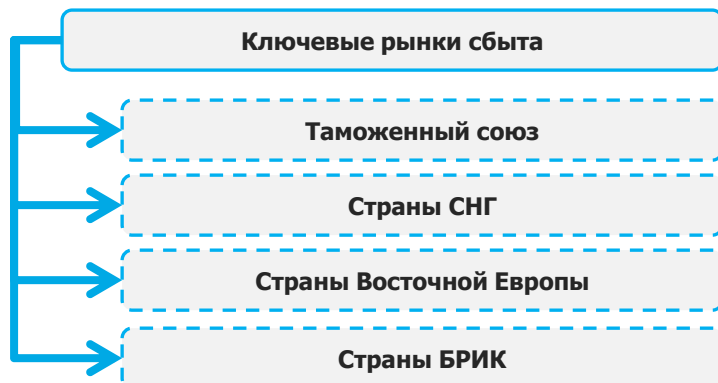 Ключевые рынки сбыта
Таможенный союз
Страны СНГ
Страны Восточной Европы
Страны БРИК